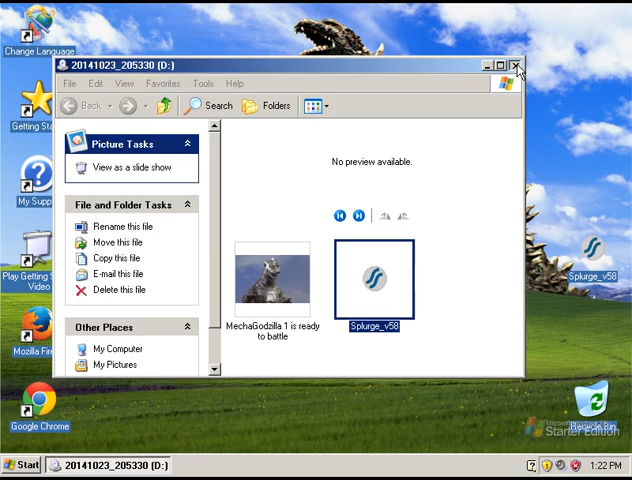 Change Language
Getting Sta
My Supp
Play Getting S
Video
Mozilla Firef
Google Chrome
20141023_205330 (D:)
File Edit View Favorites Tools Help
Back Search Folders
Picture Tasks
View as a slide show
File and Folder Tasks
Rename this file
Move this file
Copy this file
E-mail this file
Delete this file
Other Places
My Computer
My Pictures
No preview available.
MechaGodzilla 1 is ready
to battle
Splurge_v58
Splurge_v58
Recycle Bin
Starter Edition
Start 20141023_205330 (D:) 1:22 PM